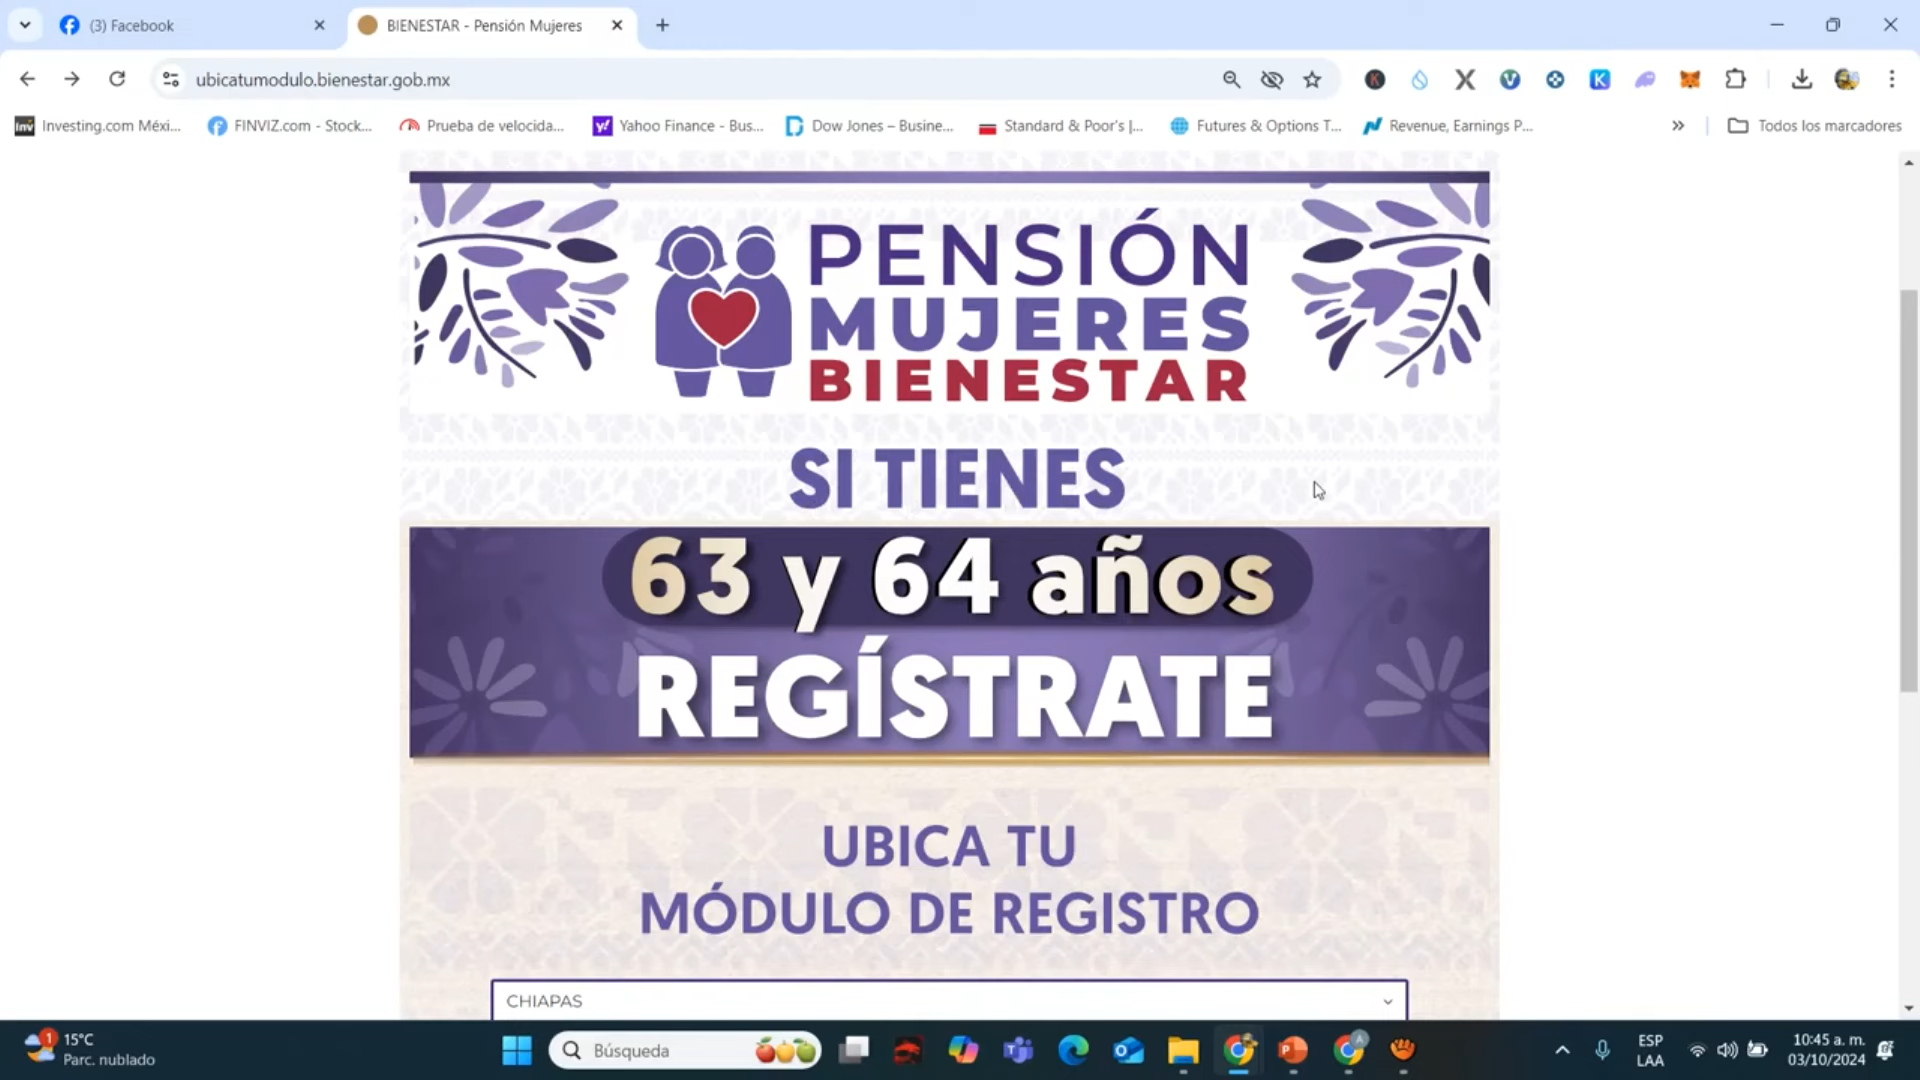 (3) Facebook
BIENESTAR - Pensión Mujeres
ubicatumodulo.bienestar.gob.mx
Investing.com Méxi...
FINVIZ.com - Stock...
Prueba de velocida...
Yahoo Finance - Bus...
Dow Jones – Busine...
Standard & Poor's |...
Futures & Options T...
Revenue, Earnings P...
Todos los marcadores
PENSIÓN
MUJERES
BIENESTAR
SI TIENES
63 y 64 años
REGÍSTRATE
UBICA TU
MÓDULO DE REGISTRO
CHIAPAS
1
15°C
Parc. nublado
Búsqueda
ESP
LAA
10:45 a. m.
03/10/2024